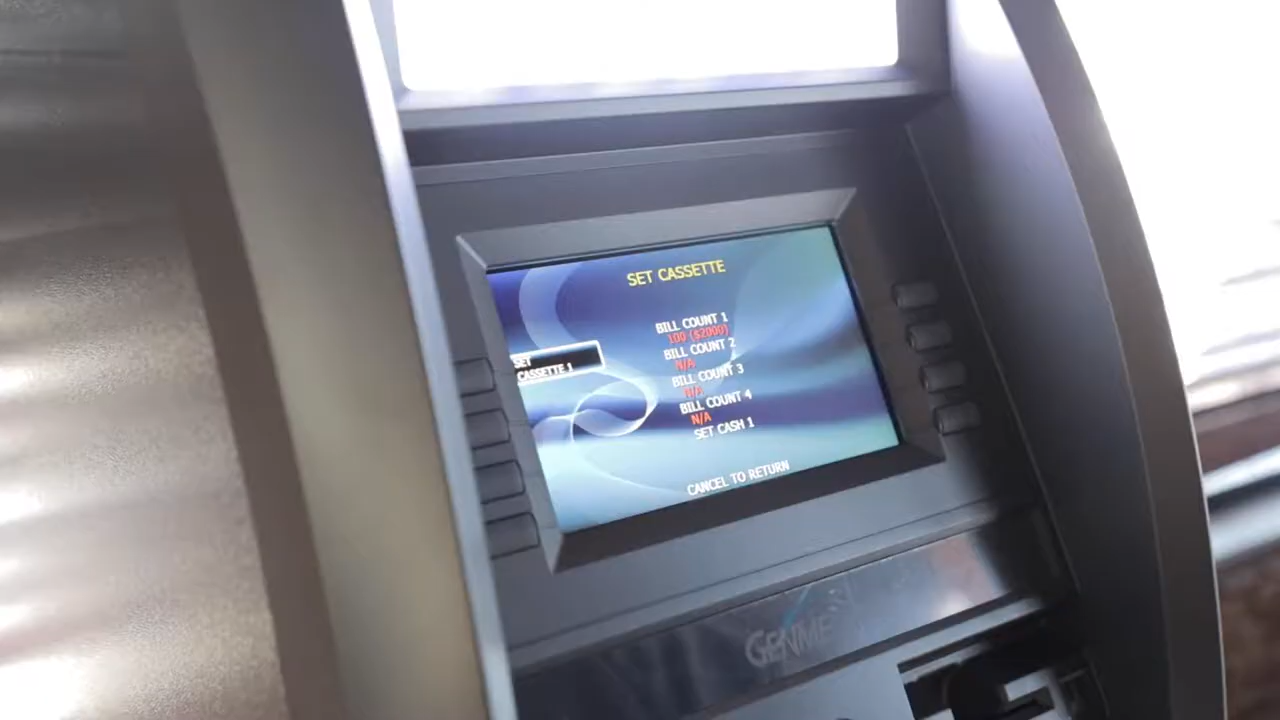 SET CASSETTE
BILL COUNT 1
100 ($2000)
BILL COUNT 2
N/A
BILL COUNT 3
N/A
BILL COUNT 4
N/A
SET CASH 1
SET
CASSETTE 1
CANCEL TO RETURN
GENMEGA